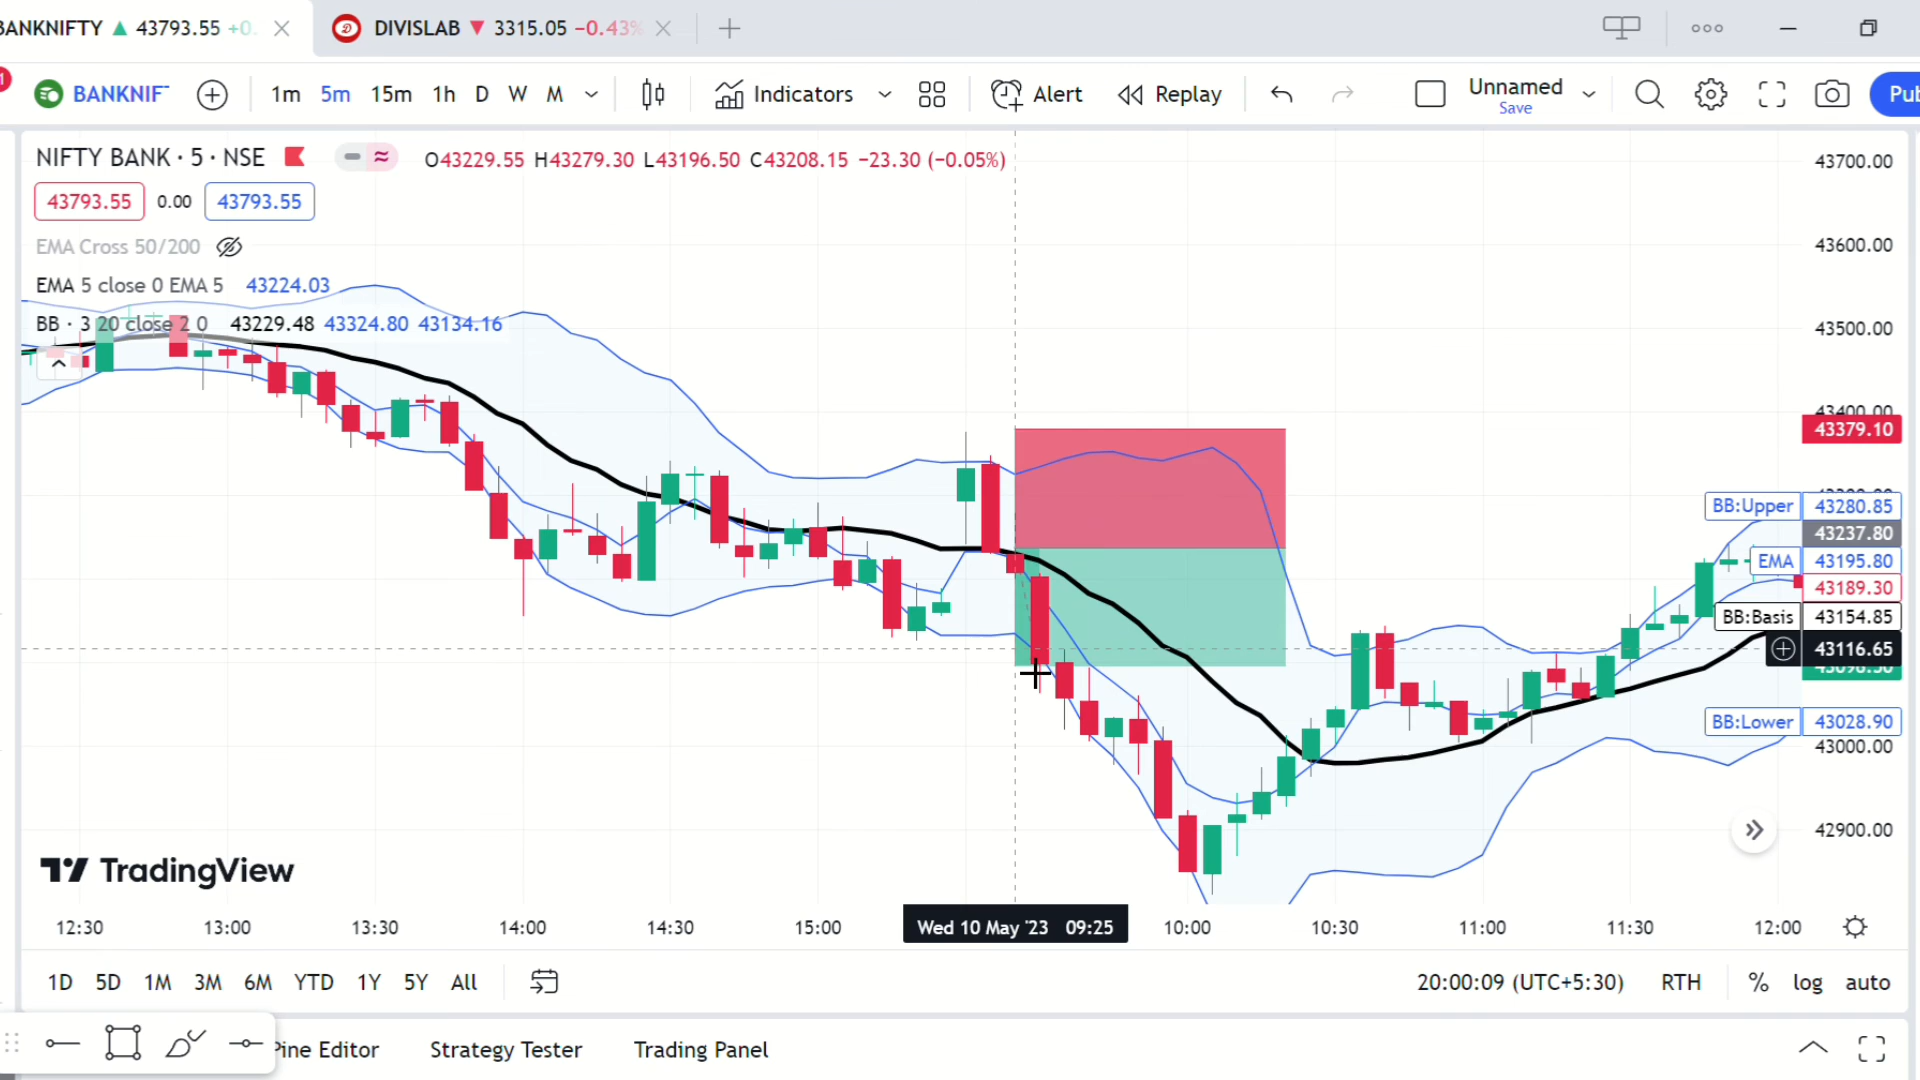 BANKNIFTY ▲ 43793.55 +0.
DIVISLAB ▼ 3315.05 −0.43%
1
BANKNIF
1m 5m 15m 1h D W M
Indicators
Alert
Replay
Unnamed
Save
Pub
NIFTY BANK · 5 · NSE
O43229.55 H43279.30 L43196.50 C43208.15 −23.30 (−0.05%)
43793.55 0.00 43793.55
EMA Cross 50/200
EMA 5 close 0 EMA 5 43224.03
BB · 3 20 close 2 0 43229.48 43324.80 43134.16
43700.00
43600.00
43500.00
43400.00
43379.10
BB:Upper 43280.85
43237.80
EMA 43195.80
43189.30
BB:Basis 43154.85
43116.65
BB:Lower 43028.90
43000.00
42900.00
TradingView
12:30 13:00 13:30 14:00 14:30 15:00 Wed 10 May '23 09:25 10:00 10:30 11:00 11:30 12:00
1D 5D 1M 3M 6M YTD 1Y 5Y All
20:00:09 (UTC+5:30) RTH % log auto
Pine Editor Strategy Tester Trading Panel